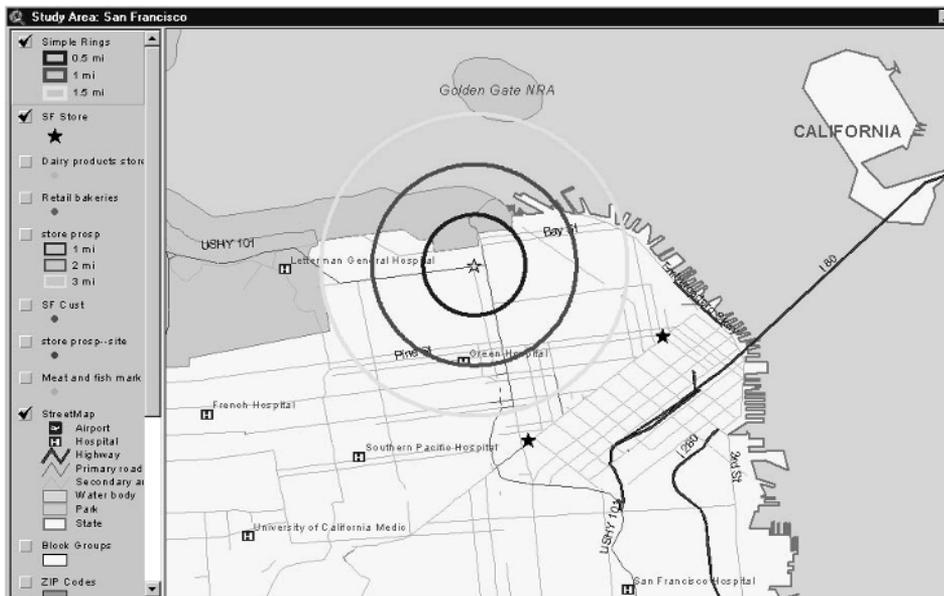 Study Area: San Francisco
Simple Rings
0.5 mi
1 mi
1.5 mi
SF Store
Dairy products store
Retail bakeries
store prosp
1 mi
2 mi
3 mi
SF Cust
store prosp--site
Meat and fish mark
StreetMap
Airport
Hospital
Highway
Primary road
Secondary a
Water body
Park
State
Block Groups
ZIP Codes
Golden Gate NRA
CALIFORNIA
USHY 101
Bay St
Letterman General Hospital
I 80
Pine St
Green Hospital
French Hospital
Southern Pacific Hospital
I 280
3rd St
USHY 101
University of California Medic
San Francisco Hospital